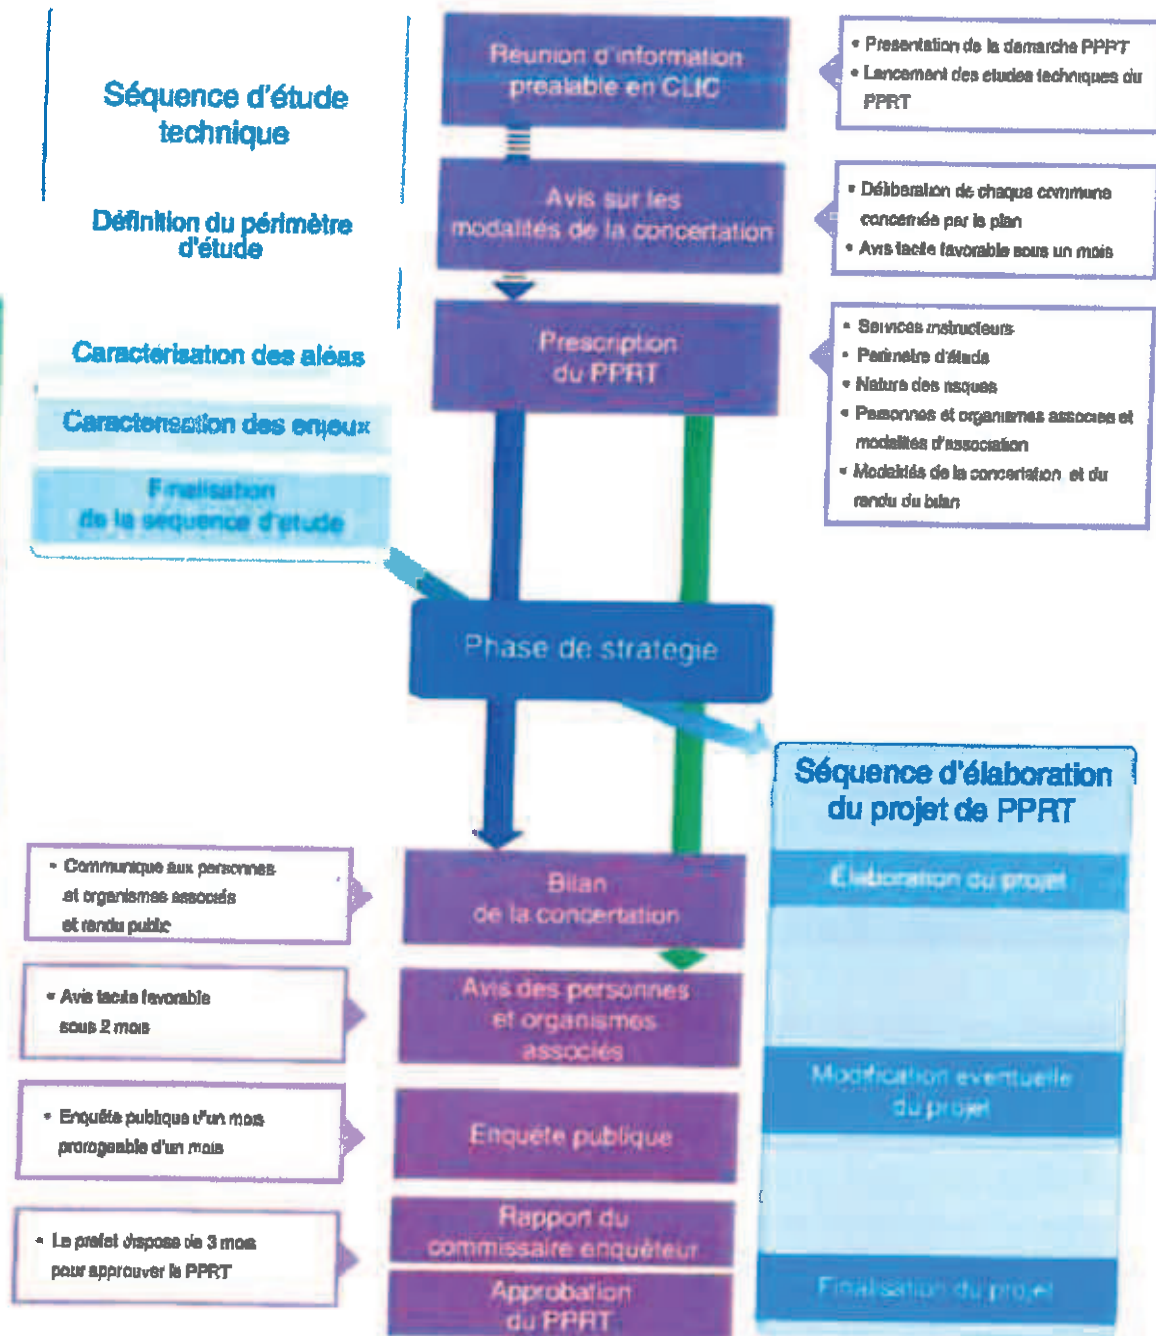 Séquence d'étude
technique
Définition du périmètre
d'étude
Caractérisation des aléas
Caractérisation des enjeux
Finalisation
de la séquence d'étude
Réunion d'information
préalable en CLIC
• Présentation de la démarche PPRT
• Lancement des études techniques du
PPRT
Avis sur les
modalités de la concertation
• Délibération de chaque commune
concernée par le plan
• Avis tacite favorable sous un mois
Prescription
du PPRT
• Services instructeurs
• Périmètre d'étude
• Nature des risques
• Personnes et organismes associés et
modalités d'association
• Modalités de la concertation et du
rendu du bilan
Phase de stratégie
Séquence d'élaboration
du projet de PPRT
Élaboration du projet
Modification éventuelle
du projet
Finalisation du projet
• Communiqué aux personnes
et organismes associés
et rendu public
Bilan
de la concertation
• Avis tacite favorable
sous 2 mois
Avis des personnes
et organismes
associés
• Enquête publique d'un mois
prorogeable d'un mois
Enquête publique
Rapport du
commissaire enquêteur
• Le préfet dispose de 3 mois
pour approuver le PPRT
Approbation
du PPRT